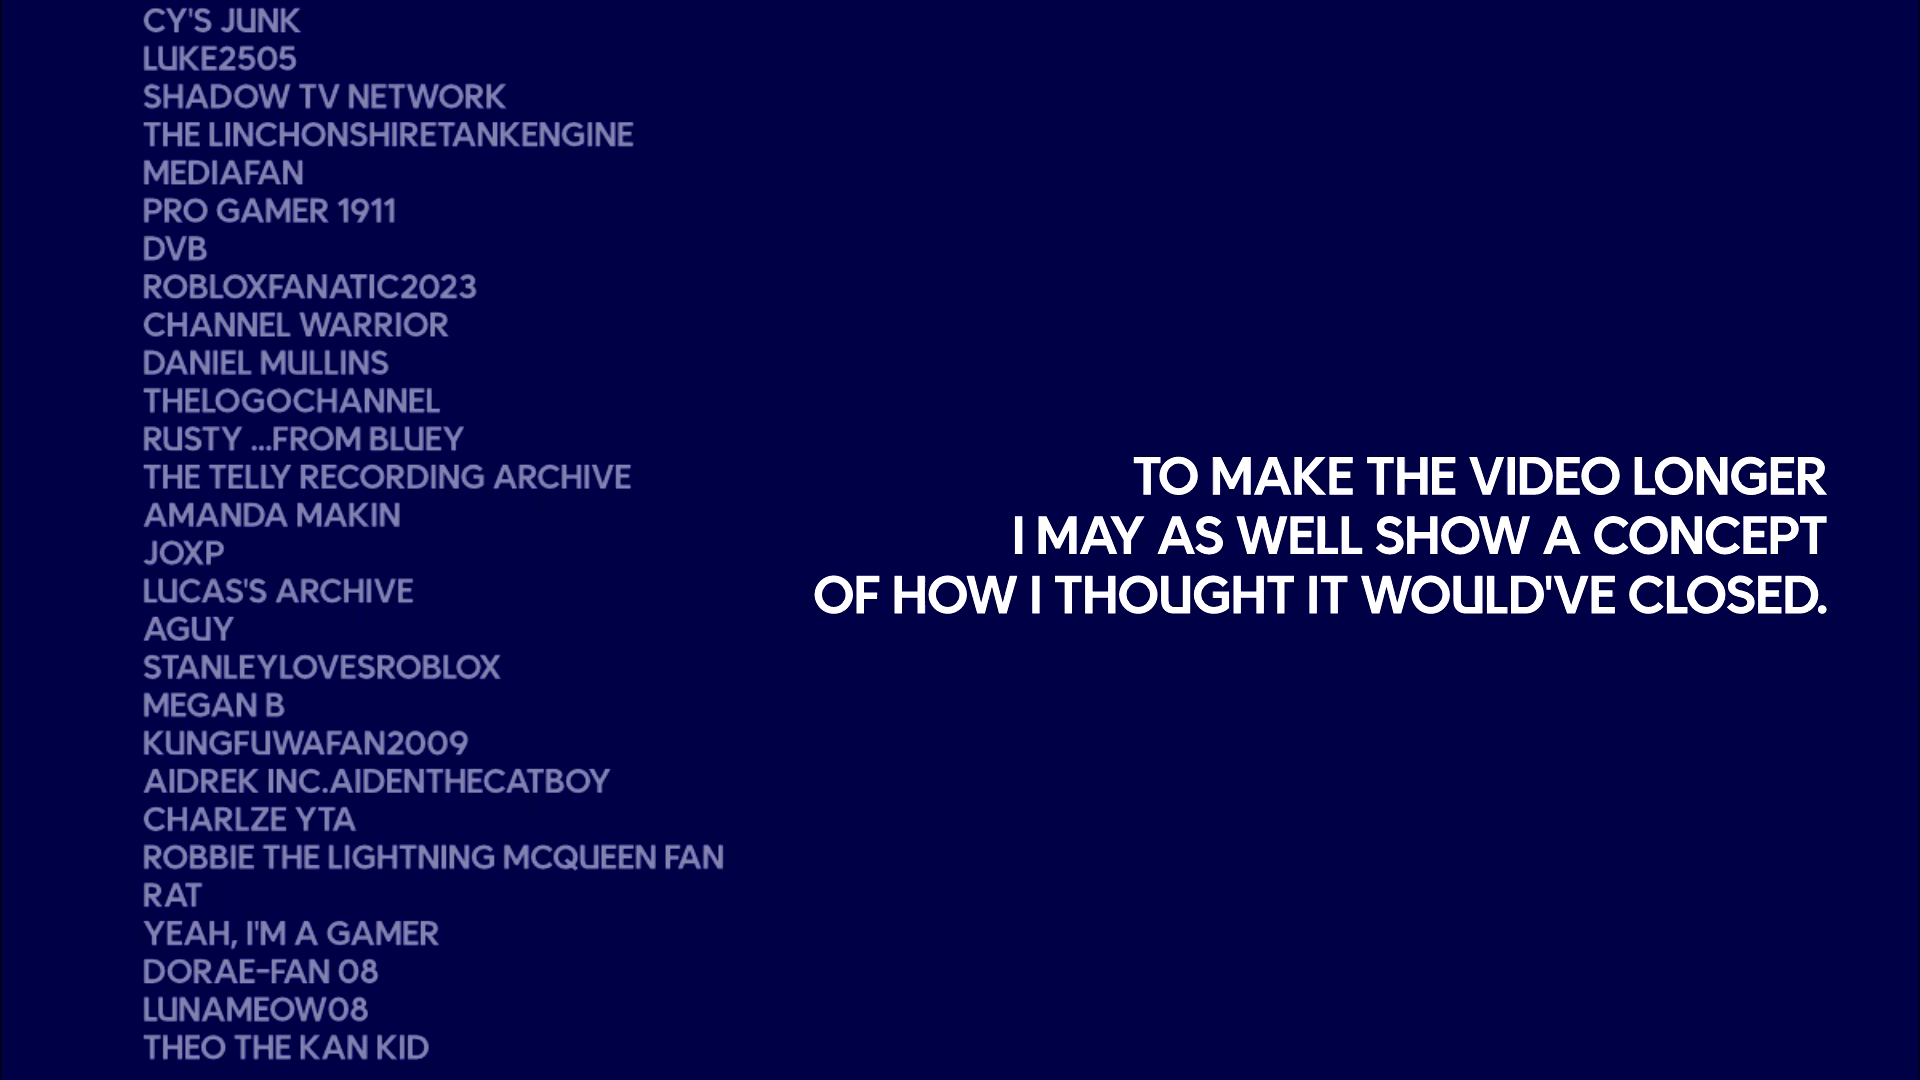 CY'S JUNK
LUKE2505
SHADOW TV NETWORK
THE LINCHONSHIRETANKENGINE
MEDIAFAN
PRO GAMER 1911
DVB
ROBLOXFANATIC2023
CHANNEL WARRIOR
DANIEL MULLINS
THELOGOCHANNEL
RUSTY ...FROM BLUEY
THE TELLY RECORDING ARCHIVE
AMANDA MAKIN
JOXP
LUCAS'S ARCHIVE
AGUY
STANLEYLOVESROBLOX
MEGAN B
KUNGFUWAFAN2009
AIDREK INC.AIDENTHECATBOY
CHARLZE YTA
ROBBIE THE LIGHTNING MCQUEEN FAN
RAT
YEAH, I'M A GAMER
DORAE-FAN 08
LUNAMEOW08
THEO THE KAN KID
TO MAKE THE VIDEO LONGER
I MAY AS WELL SHOW A CONCEPT
OF HOW I THOUGHT IT WOULD'VE CLOSED.